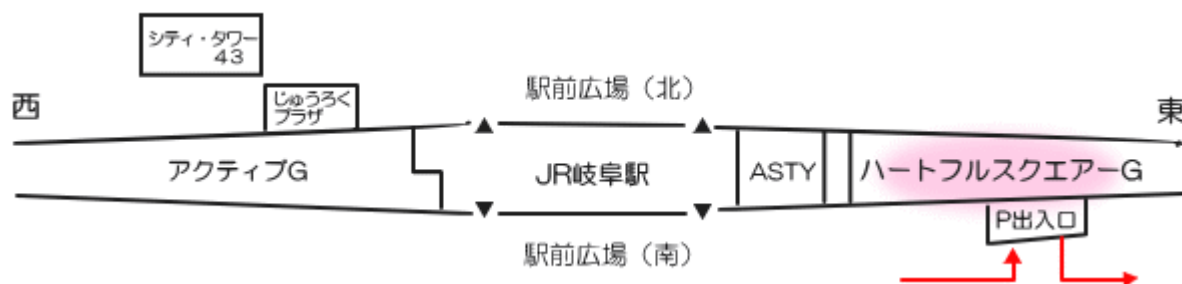 シティ・タワー
43
じゅうろく
プラザ
駅前広場（北）
西
東
アクティブG
JR岐阜駅
ASTY
ハートフルスクエアーG
P出入口
駅前広場（南）